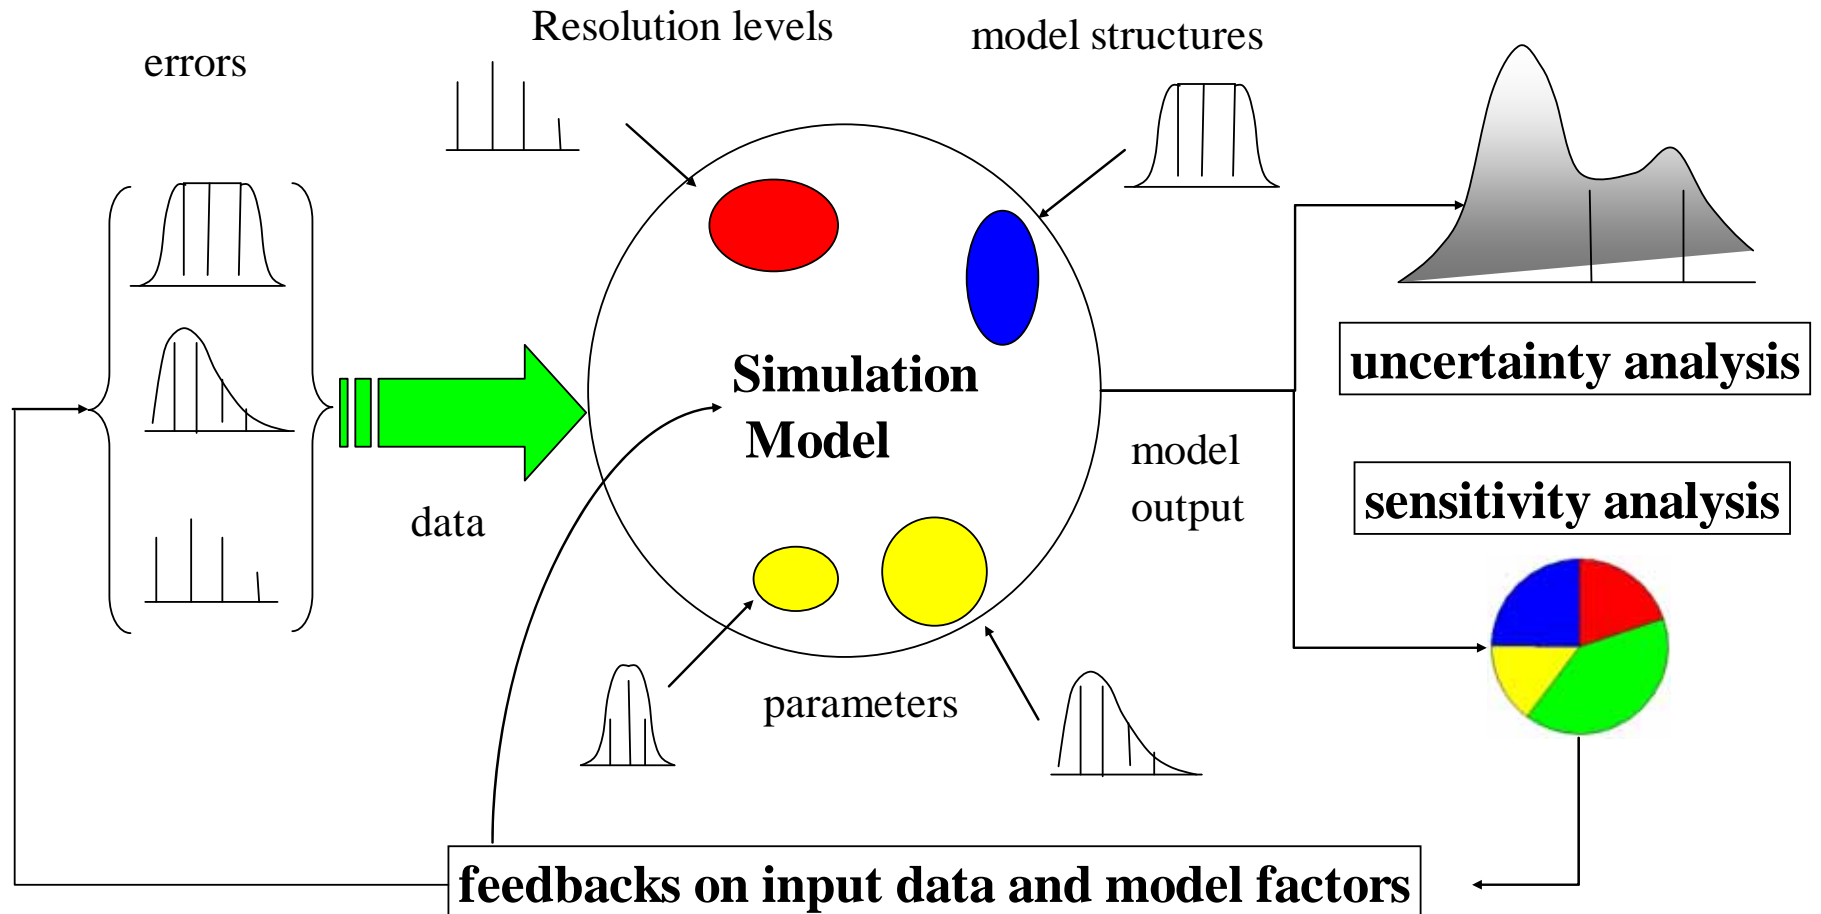 Resolution levels
model structures
errors
uncertainty analysis
Simulation
Model
model
output
sensitivity analysis
data
parameters
feedbacks on input data and model factors